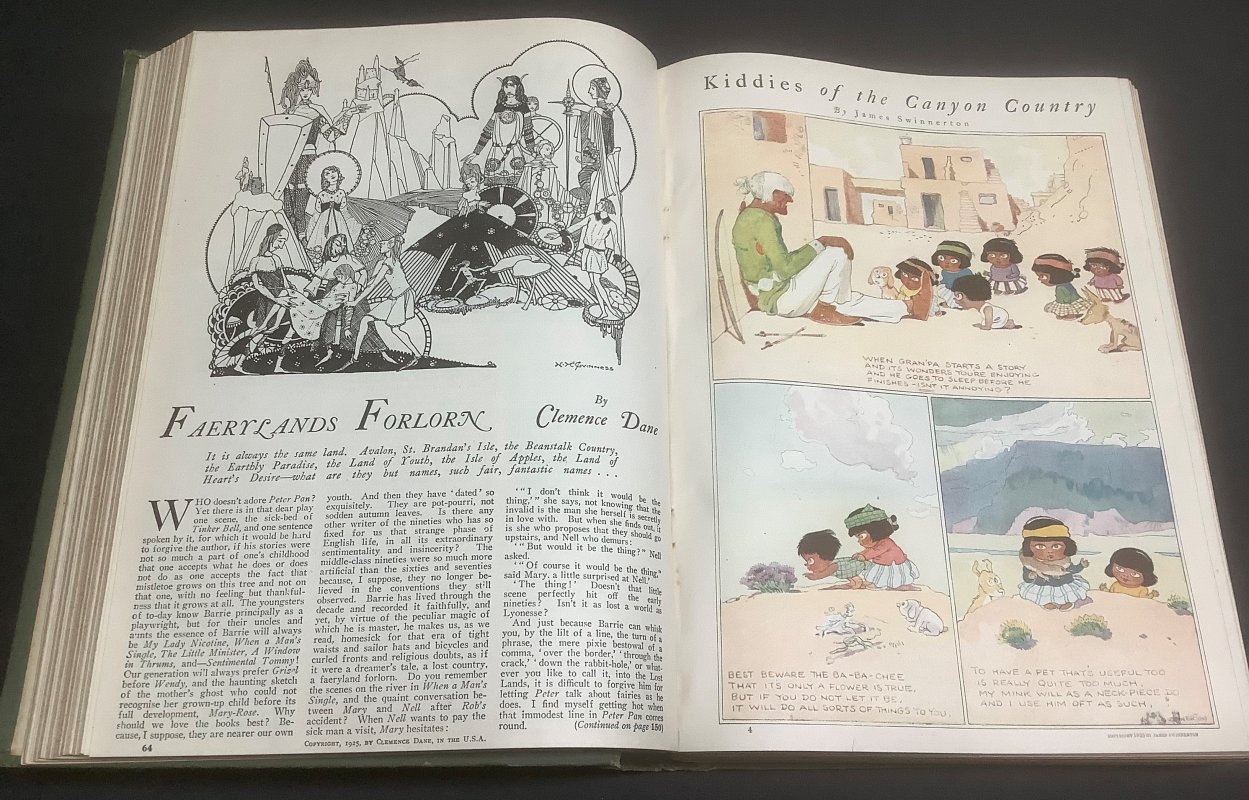 H·M·Guinness
FAERYLANDS FORLORN
By
Clemence Dane
It is always the same land. Avalon, St. Brandan's Isle, the Beanstalk Country,
the Earthly Paradise, the Land of Youth, the Isle of Apples, the Land of
Heart's Desire—what are they but names, such fair, fantastic names . . .
WHO doesn't adore Peter Pan?
Yet there is in that dear play
one scene, the sick-bed of
Tinker Bell, and one sentence
spoken by it, for which it would be hard
to forgive the author, if his stories were
not so much a part of one's childhood
that one accepts what he does or does
not do as one accepts the fact that
mistletoe grows on this tree and not on
that one, with no feeling but thankful-
ness that it grows at all. The youngsters
of to-day know Barrie principally as a
playwright, but for their uncles and
aunts the essence of Barrie will always
be My Lady Nicotine, When a Man's
Single, The Little Minister, A Window
in Thrums, and—Sentimental Tommy!
Our generation will always prefer Grizel
before Wendy, and the haunting sketch
of the mother's ghost who could not
recognise her grown-up child before its
full development, Mary-Rose. Why
should we love the books best? Be-
cause, I suppose, they are nearer our own
64
youth. And then they have 'dated' so
exquisitely. They are pot-pourri, not
sodden autumn leaves. Is there any
other writer of the nineties who has so
fixed for us that strange phase of
English life, in all its extraordinary
sentimentality and insincerity? The
middle-class nineties were so much more
artificial than the sixties and seventies
because, I suppose, they no longer be-
lieved in the conventions they still
observed. Barrie has lived through the
decade and recorded it faithfully, and
yet, by virtue of the peculiar magic of
which he is master, he makes us, as we
read, homesick for that era of tight
waists and sailor hats and bicycles and
curled fronts and religious doubts, as if
it were a dreamer's tale, a lost country,
a faeryland forlorn. Do you remember
the scenes on the river in When a Man's
Single, and the quaint conversation be-
tween Mary and Nell after Rob's
accident? When Nell wants to pay the
sick man a visit, Mary hesitates:
COPYRIGHT, 1925, BY CLEMENCE DANE, IN THE U.S.A.
'"I don't think it would be the
thing,"' she says, not knowing that the
invalid is the man she herself is secretly
in love with. But when she finds out, it
is she who proposes that they should go
upstairs, and Nell who demurs:
'"But would it be the thing?" Nell
asked.
'"Of course it would be the thing,"
said Mary, a little surprised at Nell.'
'The thing!' Doesn't that little
scene perfectly hit off the early
nineties? Isn't it as lost a world as
Lyonesse?
And just because Barrie can whisk
you, by the lilt of a line, the turn of a
phrase, the mere pixie bestowal of a
comma, 'over the border,' 'through the
crack,' 'down the rabbit-hole,' or what-
ever you like to call it, into the Lost
Lands, it is difficult to forgive him for
letting Peter talk about fairies as he
does. I find myself getting hot when
that immodest line in Peter Pan comes
round. (Continued on page 150)
Kiddies of the Canyon Country
By James Swinnerton
WHEN GRAN'PA STARTS A STORY
AND ITS WONDERS YOURE ENJOYING
AND HE GOES TO SLEEP BEFORE HE
FINISHES - ISNT IT ANNOYING?
BEST BEWARE THE BA-BA-CHEE
THAT ITS ONLY A FLOWER IS TRUE,
BUT IF YOU DO NOT LET IT BE,
IT WILL DO ALL SORTS OF THINGS TO YOU.
TO HAVE A PET THATS USEFUL TOO
IS REALLY QUITE TOO MUCH,
MY MINK WILL AS A NECK-PIECE DO
AND I USE HIM OFT AS SUCH.
4
COPYRIGHT 1925 BY JAMES SWINNERTON